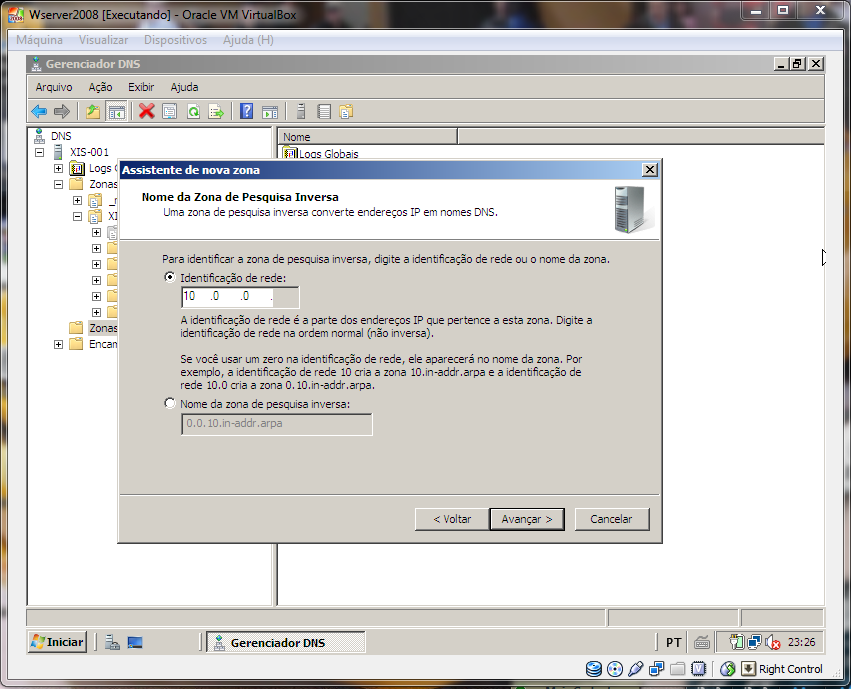 Wserver2008 [Executando] - Oracle VM VirtualBox
Máquina Visualizar Dispositivos Ajuda (H)
Gerenciador DNS
Arquivo Ação Exibir Ajuda
DNS
XIS-001
Logs
Zonas
XI
Zonas
Encam
Nome
Logs Globais
Assistente de nova zona
Nome da Zona de Pesquisa Inversa
Uma zona de pesquisa inversa converte endereços IP em nomes DNS.
Para identificar a zona de pesquisa inversa, digite a identificação de rede ou o nome da zona.
Identificação de rede:
10 .0 .0 .
A identificação de rede é a parte dos endereços IP que pertence a esta zona. Digite a
identificação de rede na ordem normal (não inversa).
Se você usar um zero na identificação de rede, ele aparecerá no nome da zona. Por
exemplo, a identificação de rede 10 cria a zona 10.in-addr.arpa e a identificação de
rede 10.0 cria a zona 0.10.in-addr.arpa.
Nome da zona de pesquisa inversa:
0.0.10.in-addr.arpa
< Voltar Avançar > Cancelar
Iniciar Gerenciador DNS PT 23:26
Right Control